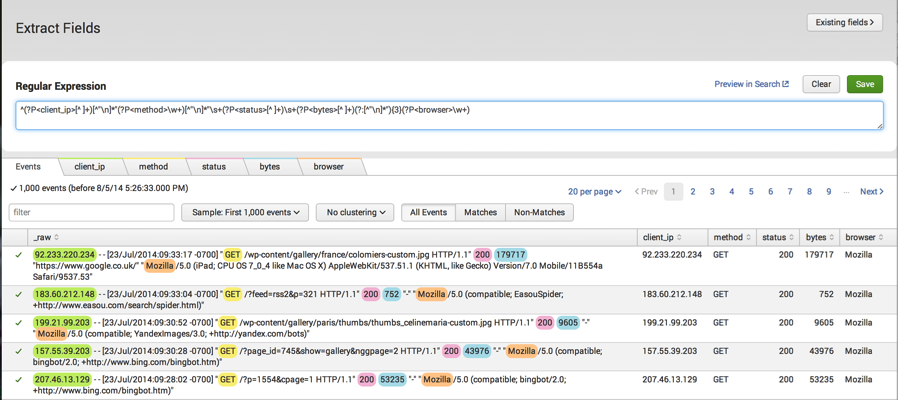 Extract Fields
Existing fields >
Regular Expression
Preview in Search
Clear
Save
^(?P<client_ip>[^ ]+)[^"\n]*"(?P<method>\w+)[^"\n]*"\s+(?P<status>[^ ]+)\s+(?P<bytes>[^ ]+)(?:[^"\n]*"){3}(?P<browser>\w+)
Events client_ip method status bytes browser
✓ 1,000 events (before 8/5/14 5:26:33.000 PM)
20 per page < Prev 1 2 3 4 5 6 7 8 9 ... Next >
filter
Sample: First 1,000 events
No clustering
All Events Matches Non-Matches
_raw client_ip method status bytes browser
✓ 92.233.220.234 - - [23/Jul/2014:09:33:17 -0700] "GET /wp-content/gallery/france/colomiers-custom.jpg HTTP/1.1" 200 179717 92.233.220.234 GET 200 179717 Mozilla
"https://www.google.co.uk/" "Mozilla/5.0 (iPad; CPU OS 7_0_4 like Mac OS X) AppleWebKit/537.51.1 (KHTML, like Gecko) Version/7.0 Mobile/11B554a
Safari/9537.53"
✓ 183.60.212.148 - - [23/Jul/2014:09:33:04 -0700] "GET /?feed=rss2&p=321 HTTP/1.1" 200 752 "-" "Mozilla/5.0 (compatible; EasouSpider; 183.60.212.148 GET 200 752 Mozilla
+http://www.easou.com/search/spider.html)"
✓ 199.21.99.203 - - [23/Jul/2014:09:30:52 -0700] "GET /wp-content/gallery/paris/thumbs/thumbs_celinemaria-custom.jpg HTTP/1.1" 200 9605 "-" 199.21.99.203 GET 200 9605 Mozilla
"Mozilla/5.0 (compatible; YandexImages/3.0; +http://yandex.com/bots)"
✓ 157.55.39.203 - - [23/Jul/2014:09:30:28 -0700] "GET /?page_id=745&show=gallery&nggpage=2 HTTP/1.1" 200 43976 "-" "Mozilla/5.0 (compatible; 157.55.39.203 GET 200 43976 Mozilla
bingbot/2.0; +http://www.bing.com/bingbot.htm)"
✓ 207.46.13.129 - - [23/Jul/2014:09:28:02 -0700] "GET /?p=1554&cpage=1 HTTP/1.1" 200 53235 "-" "Mozilla/5.0 (compatible; bingbot/2.0; 207.46.13.129 GET 200 53235 Mozilla
+http://www.bing.com/bingbot.htm)"